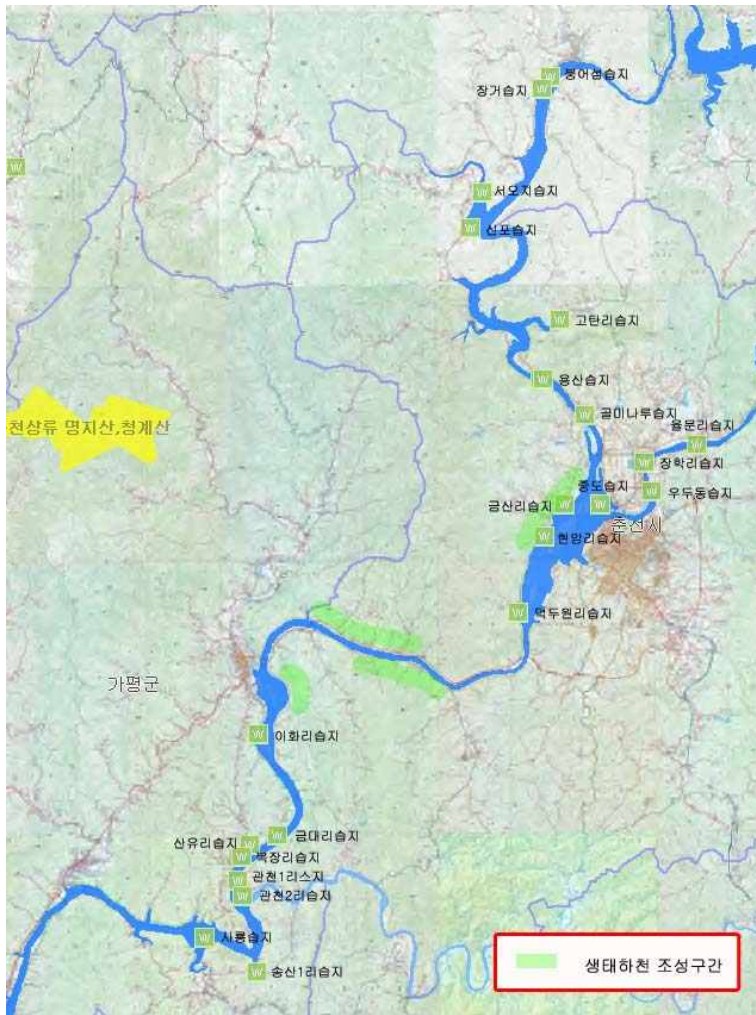 붕어섬습지
장거습지
서오지습지
신포습지
고탄리습지
용산습지
골미나루습지
율문리습지
장학리습지
우두동습지
중도습지
금산리습지
춘천시
현암리습지
덕두원리습지
천상류 명지산,청계산
가평군
이화리습지
금대리습지
산유리습지
복장리습지
관천1리스지
관천2리습지
사룡습지
송산1리습지
생태하천 조성구간
W